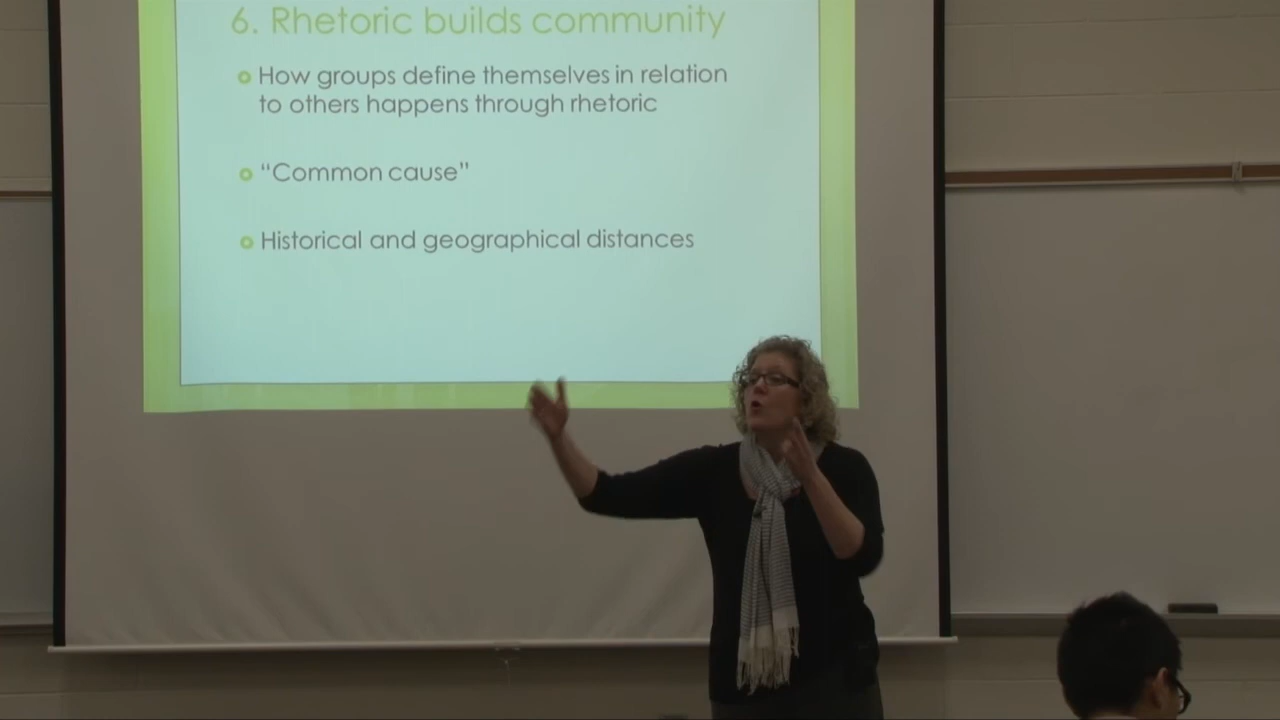 6. Rhetoric builds community
How groups define themselves in relation
to others happens through rhetoric
“Common cause”
Historical and geographical distances